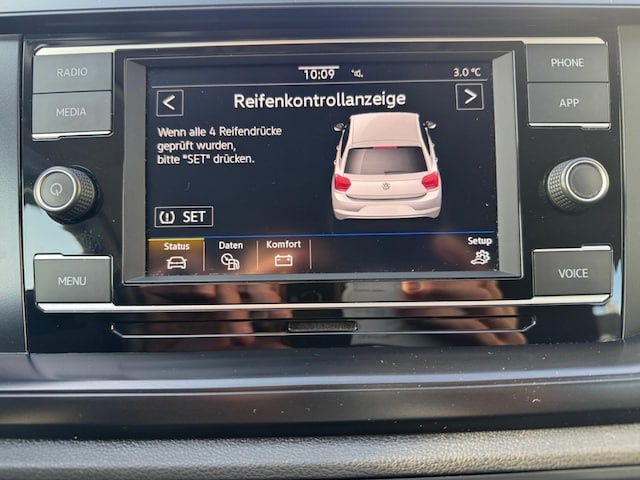 10:09
3.0 °C
RADIO
PHONE
< Reifenkontrollanzeige >
MEDIA
APP
Wenn alle 4 Reifendrücke
geprüft wurden,
bitte "SET" drücken.
SET
Status Daten Komfort Setup
MENU
VOICE